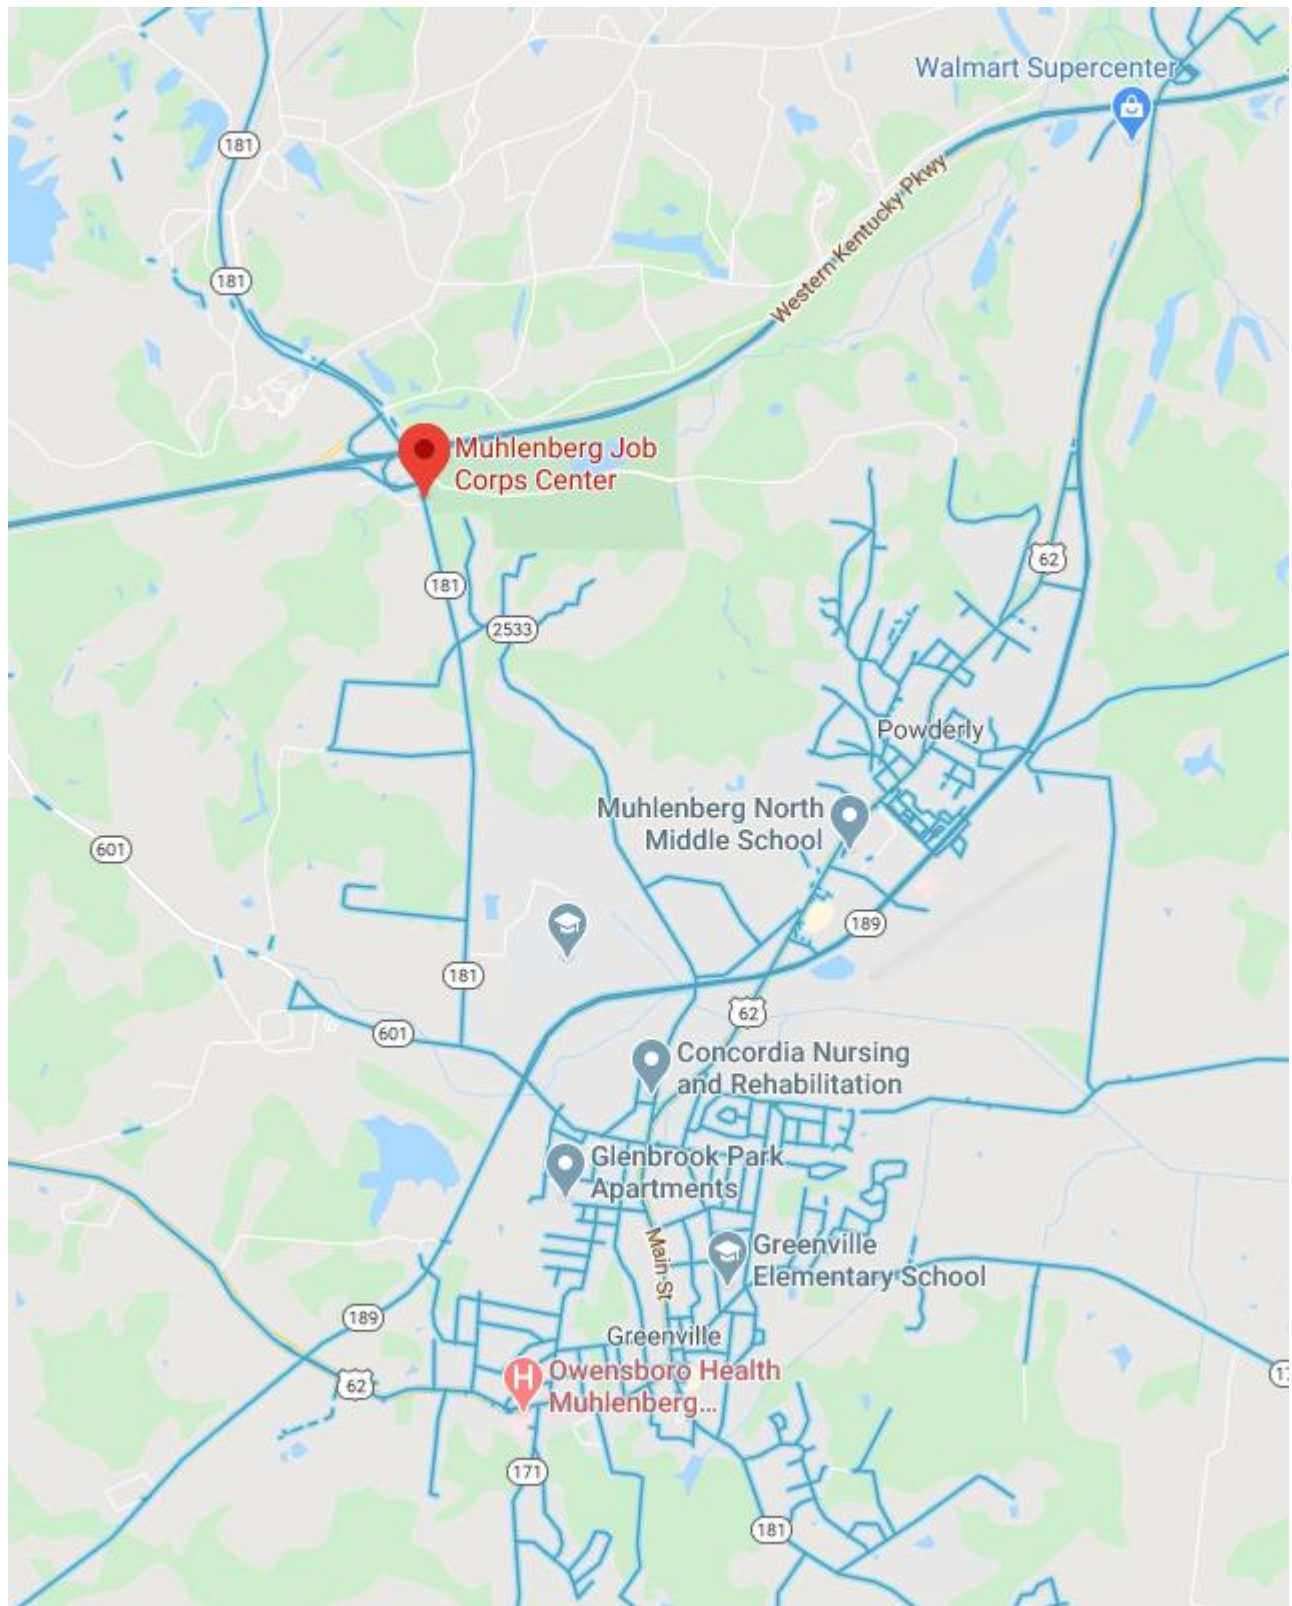 Walmart Supercenter
181
Western Kentucky Pkwy
181
Muhlenberg Job
Corps Center
62
181
2533
Powderly
Muhlenberg North
Middle School
601
189
181
62
601
Concordia Nursing
and Rehabilitation
Glenbrook Park
Apartments
Main St
Greenville
Elementary School
189
Greenville
62
Owensboro Health
Muhlenberg...
H
171
181